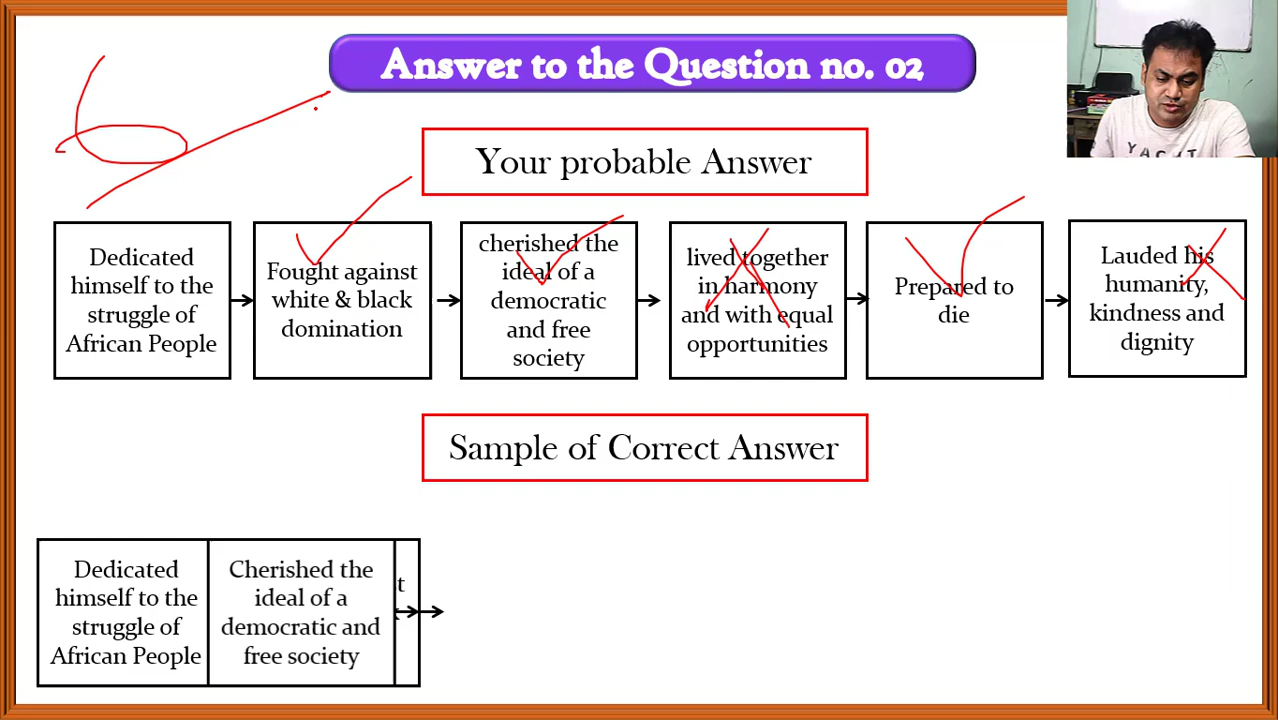 Answer to the Question no. 02
Your probable Answer
Dedicated
himself to the
struggle of
African People
Fought against
white & black
domination
cherished the
ideal of a
democratic
and free
society
lived together
in harmony
and with equal
opportunities
Prepared to
die
Lauded his
humanity,
kindness and
dignity
Sample of Correct Answer
Dedicated
himself to the
struggle of
African People
Cherished the
ideal of a
democratic and
free society
YACHT